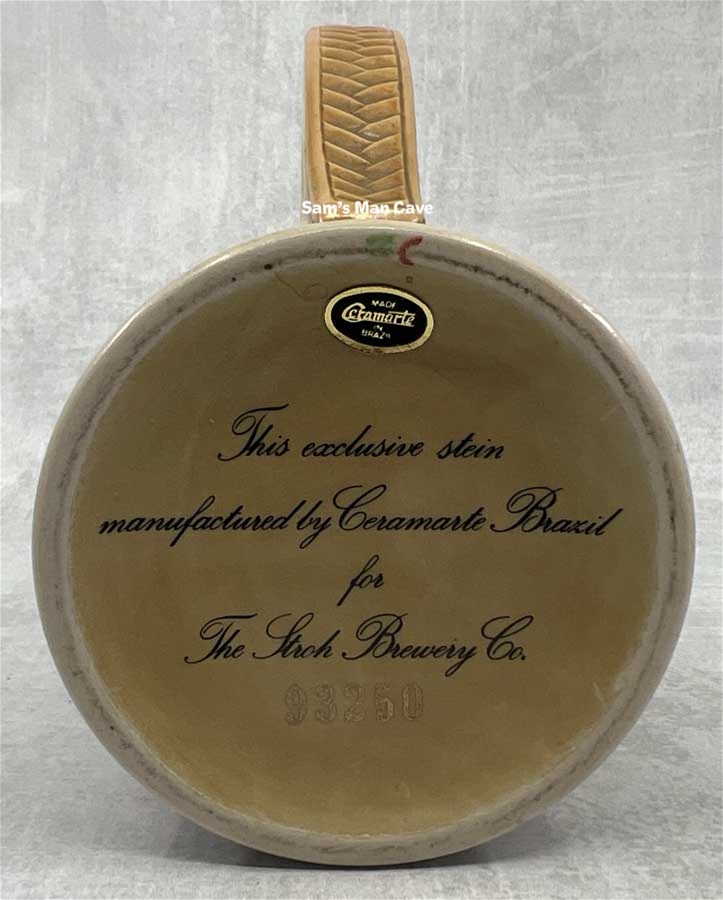 Sam's Man Cave
MADE
Ceramarte
IN
BRAZIL
This exclusive stein
manufactured by Ceramarte Brazil
for
The Stroh Brewery Co.
93250